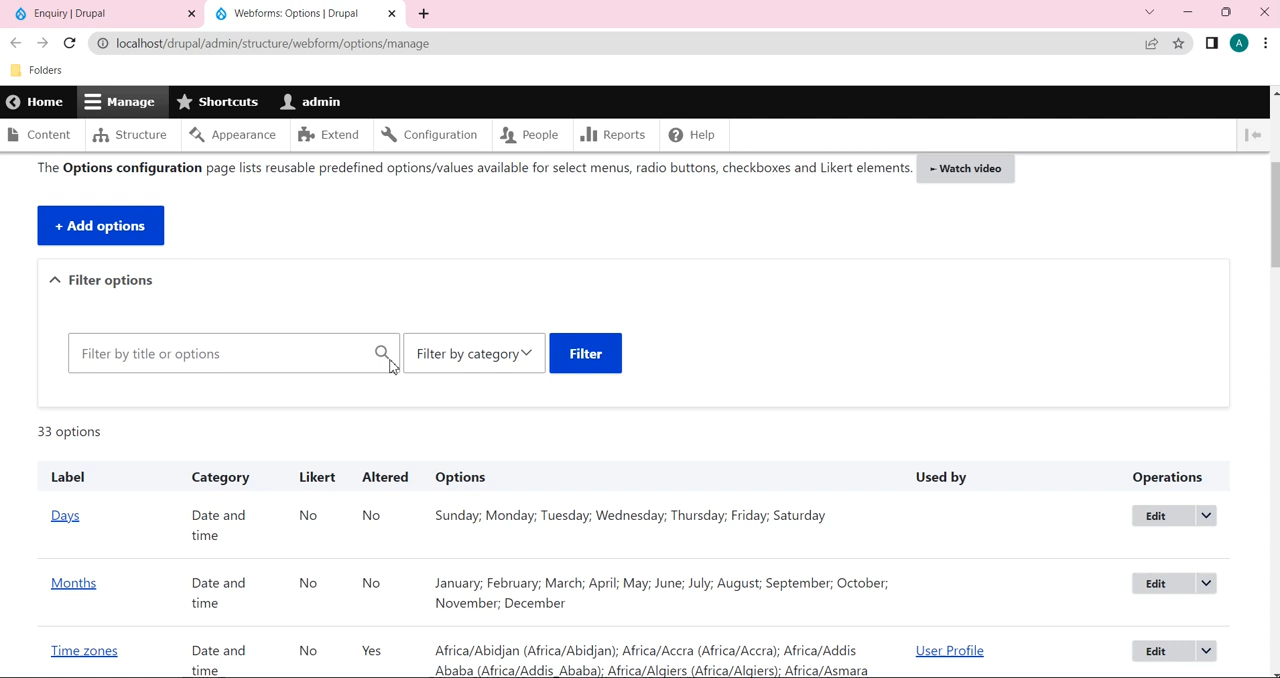 Enquiry | Drupal
Webforms: Options | Drupal
localhost/drupal/admin/structure/webform/options/manage
A
Folders
Home Manage Shortcuts admin
Content Structure Appearance Extend Configuration People Reports Help
The Options configuration page lists reusable predefined options/values available for select menus, radio buttons, checkboxes and Likert elements. Watch video
+ Add options
Filter options
Filter by title or options Filter by category Filter
33 options
Label Category Likert Altered Options Used by Operations
Days Date and No No Sunday; Monday; Tuesday; Wednesday; Thursday; Friday; Saturday Edit
time
Months Date and No No January; February; March; April; May; June; July; August; September; October; Edit
time November; December
Time zones Date and No Yes Africa/Abidjan (Africa/Abidjan); Africa/Accra (Africa/Accra); Africa/Addis User Profile Edit
time Ababa (Africa/Addis_Ababa); Africa/Algiers (Africa/Algiers); Africa/Asmara